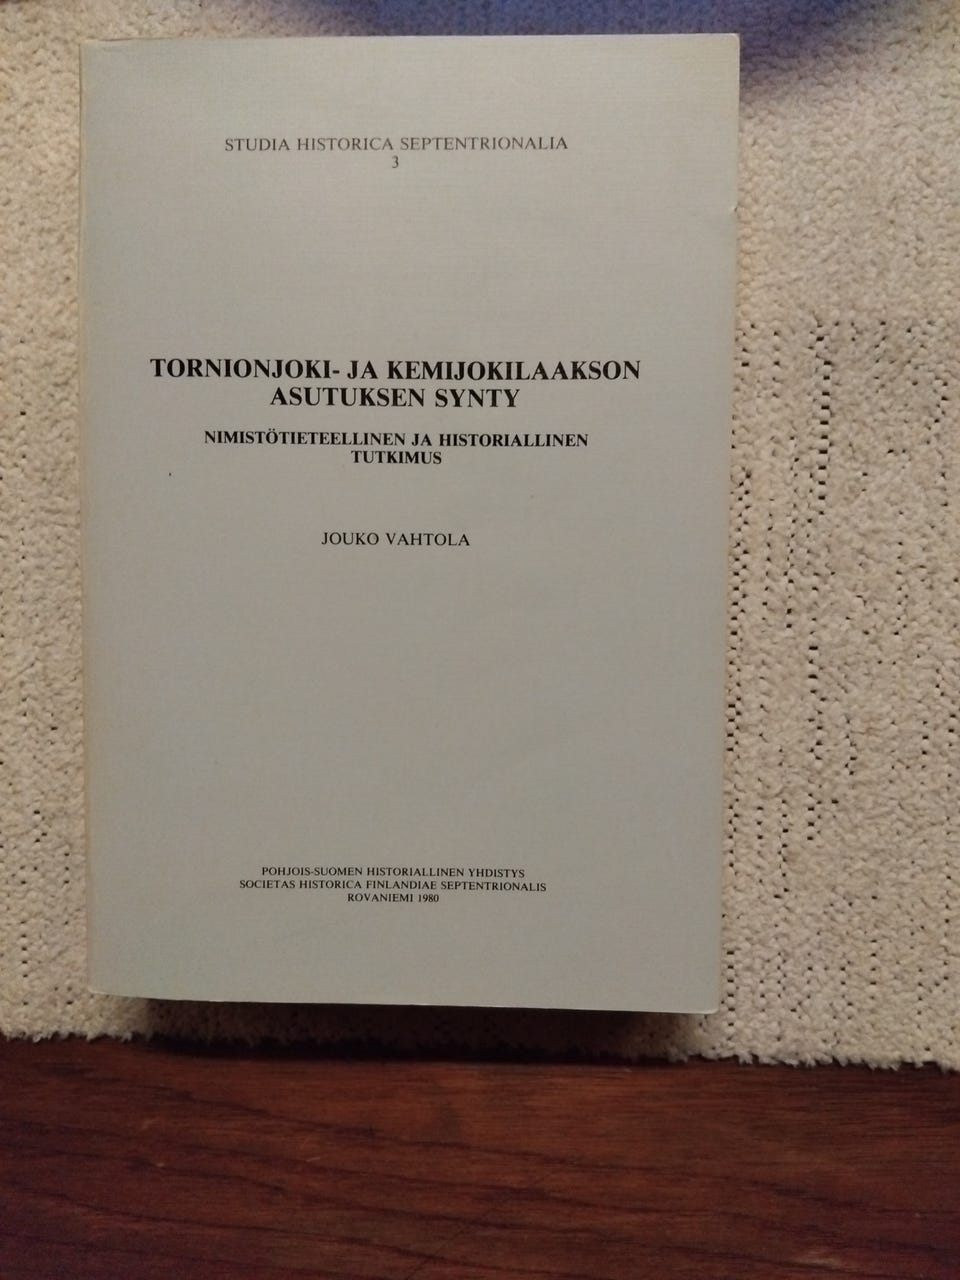 STUDIA HISTORICA SEPTENTRIONALIA
3
TORNIONJOKI- JA KEMIJOKILAAKSON
ASUTUKSEN SYNTY
NIMISTÖTIETEELLINEN JA HISTORIALLINEN
TUTKIMUS
JOUKO VAHTOLA
POHJOIS-SUOMEN HISTORIALLINEN YHDISTYS
SOCIETAS HISTORICA FINLANDIAE SEPTENTRIONALIS
ROVANIEMI 1980